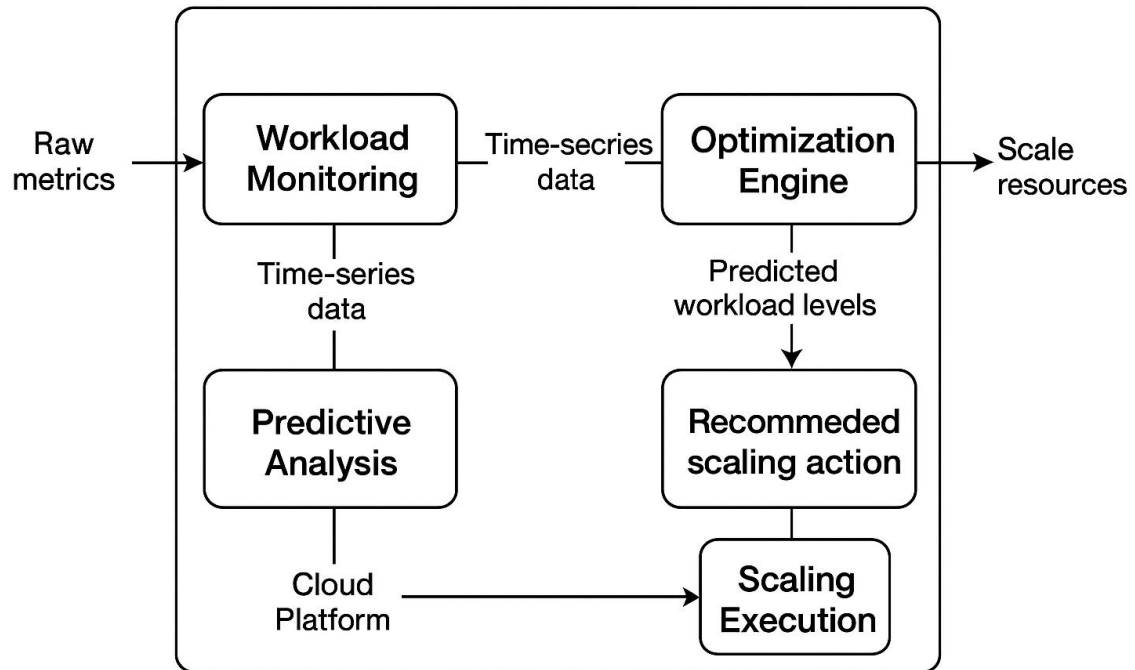 Raw
metrics
Workload
Monitoring
Time-secries
data
Optimization
Engine
Scale
resources
Time-series
data
Predicted
workload levels
Predictive
Analysis
Recommeded
scaling action
Cloud
Platform
Scaling
Execution